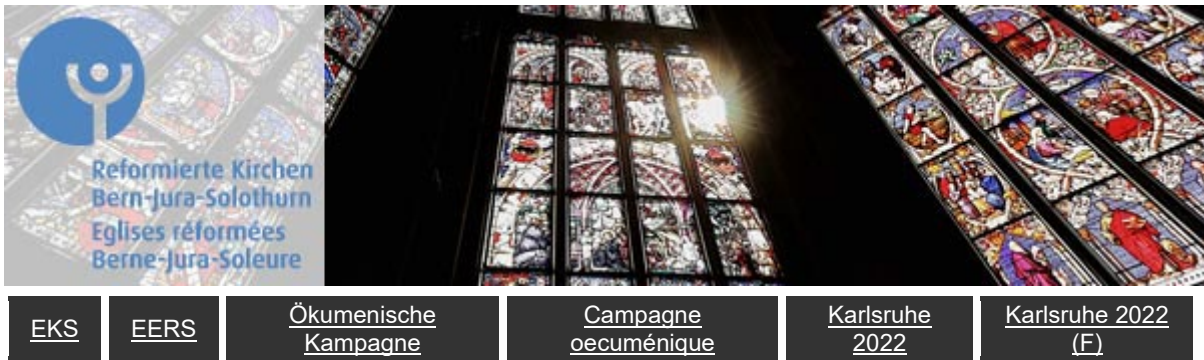 Reformierte Kirchen
Bern-Jura-Solothurn
Eglises réformées
Berne-Jura-Soleure
EKS
EERS
Ökumenische
Kampagne
Campagne
oecuménique
Karlsruhe
2022
Karlsruhe 2022
(F)